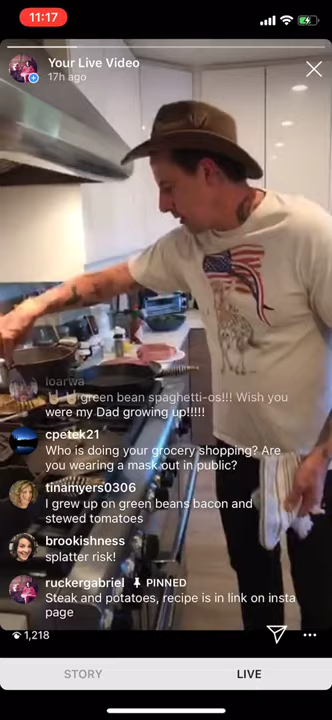 11:17
Your Live Video
17h ago
loarwa
green bean spaghetti-os!!! Wish you
were my Dad growing up!!!!!
cpetek21
Who is doing your grocery shopping? Are
you wearing a mask out in public?
tinamyers0306
I grew up on green beans bacon and
stewed tomatoes
brookishness
splatter risk!
ruckergabriel PINNED
Steak and potatoes, recipe is in link on insta
page
1,218
STORY
LIVE